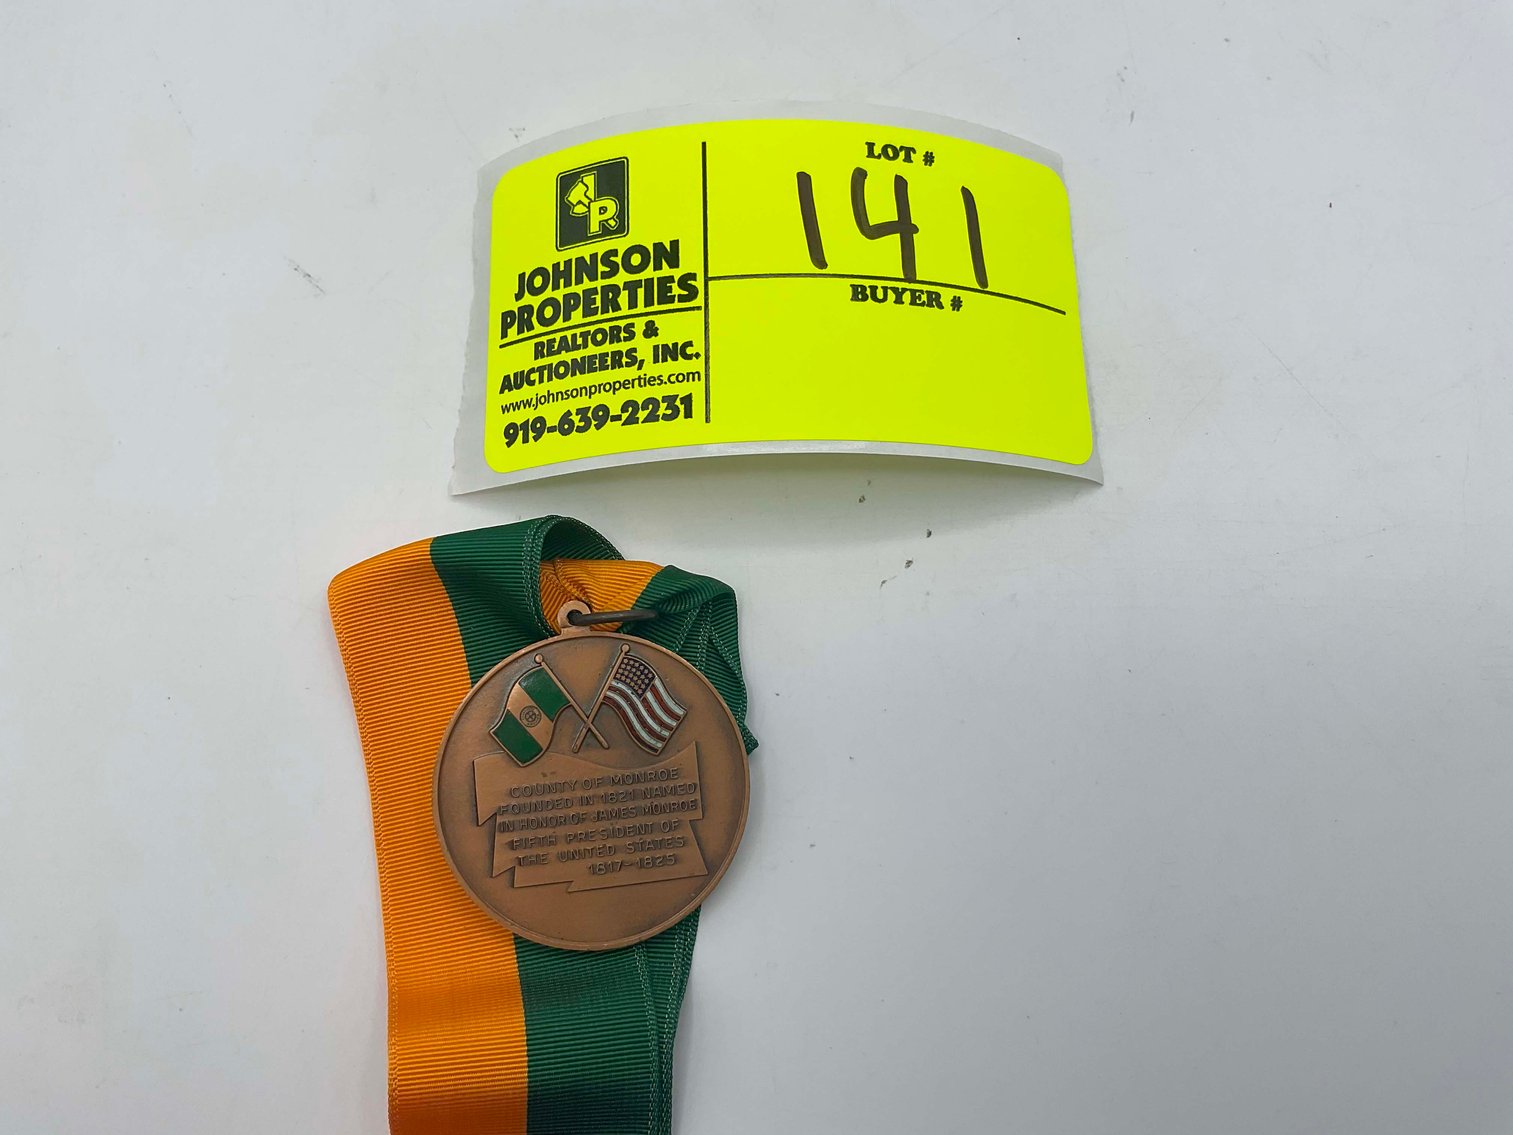 JR
JOHNSON
PROPERTIES
REALTORS &
AUCTIONEERS, INC.
www.johnsonproperties.com
919-639-2231
LOT #
141
BUYER #
COUNTY OF MONROE
FOUNDED IN 1821 NAMED
IN HONOR OF JAMES MONROE
FIFTH PRESIDENT OF
THE UNITED STATES
1817-1825